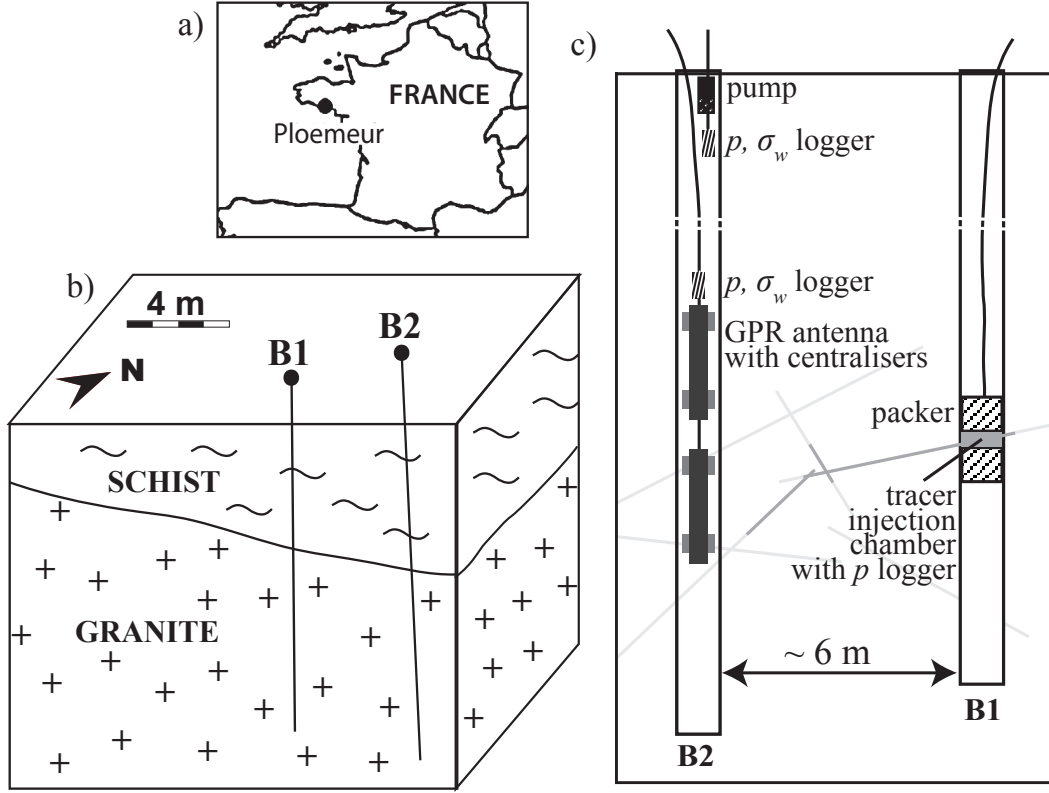 a)
FRANCE
Ploemeur
b)
4 m
N
B1
B2
SCHIST
GRANITE
c)
pump
p, σw logger
p, σw logger
GPR antenna
with centralisers
packer
tracer
injection
chamber
with p logger
~ 6 m
B2
B1